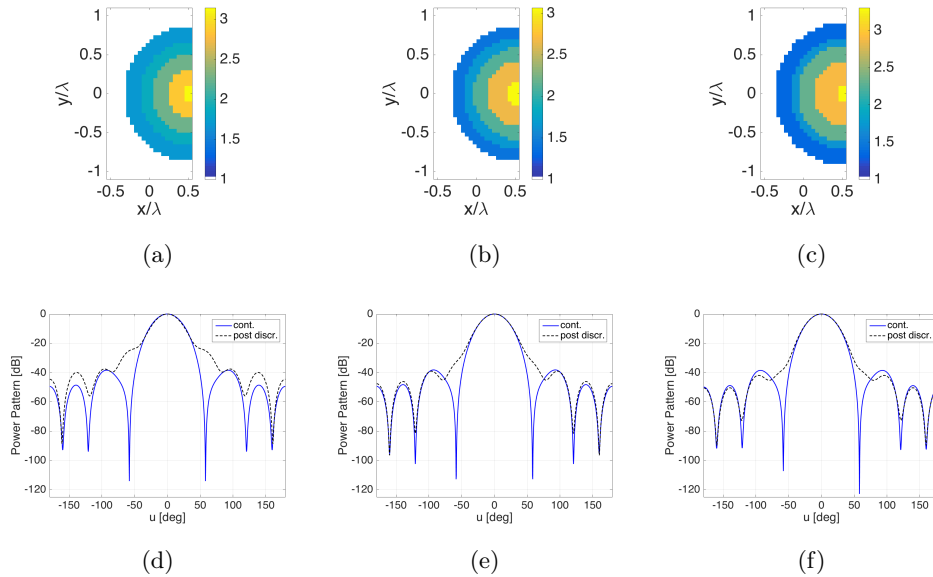 1
0.5
0
-0.5
-1
y/λ
-0.5 0 0.5
x/λ
3
2.5
2
1.5
1
(a)
1
0.5
0
-0.5
-1
y/λ
-0.5 0 0.5
x/λ
3
2.5
2
1.5
1
(b)
1
0.5
0
-0.5
-1
y/λ
-0.5 0 0.5
x/λ
3
2.5
2
1.5
1
(c)
0
-20
-40
-60
-80
-100
-120
Power Pattern [dB]
cont.
post discr.
-150 -100 -50 0 50 100 150
u [deg]
(d)
0
-20
-40
-60
-80
-100
-120
Power Pattern [dB]
cont.
post discr.
-150 -100 -50 0 50 100 150
u [deg]
(e)
0
-20
-40
-60
-80
-100
-120
Power Pattern [dB]
cont.
post discr.
-150 -100 -50 0 50 100 150
u [deg]
(f)